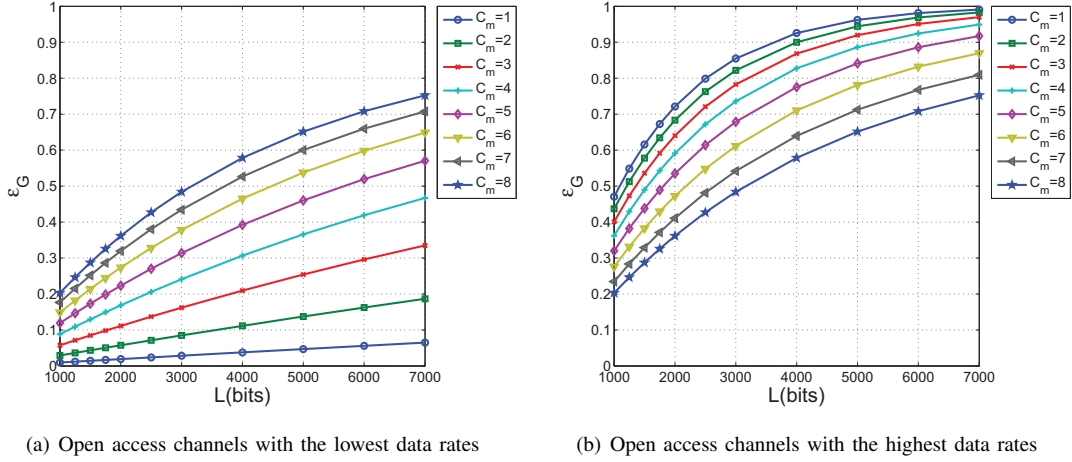 1
0.9
0.8
0.7
0.6
0.5
0.4
0.3
0.2
0.1
0
ε_G
1000 2000 3000 4000 5000 6000 7000
L(bits)
C_m=1
C_m=2
C_m=3
C_m=4
C_m=5
C_m=6
C_m=7
C_m=8
(a) Open access channels with the lowest data rates
1
0.9
0.8
0.7
0.6
0.5
0.4
0.3
0.2
0.1
0
ε_G
1000 2000 3000 4000 5000 6000 7000
L(bits)
C_m=1
C_m=2
C_m=3
C_m=4
C_m=5
C_m=6
C_m=7
C_m=8
(b) Open access channels with the highest data rates